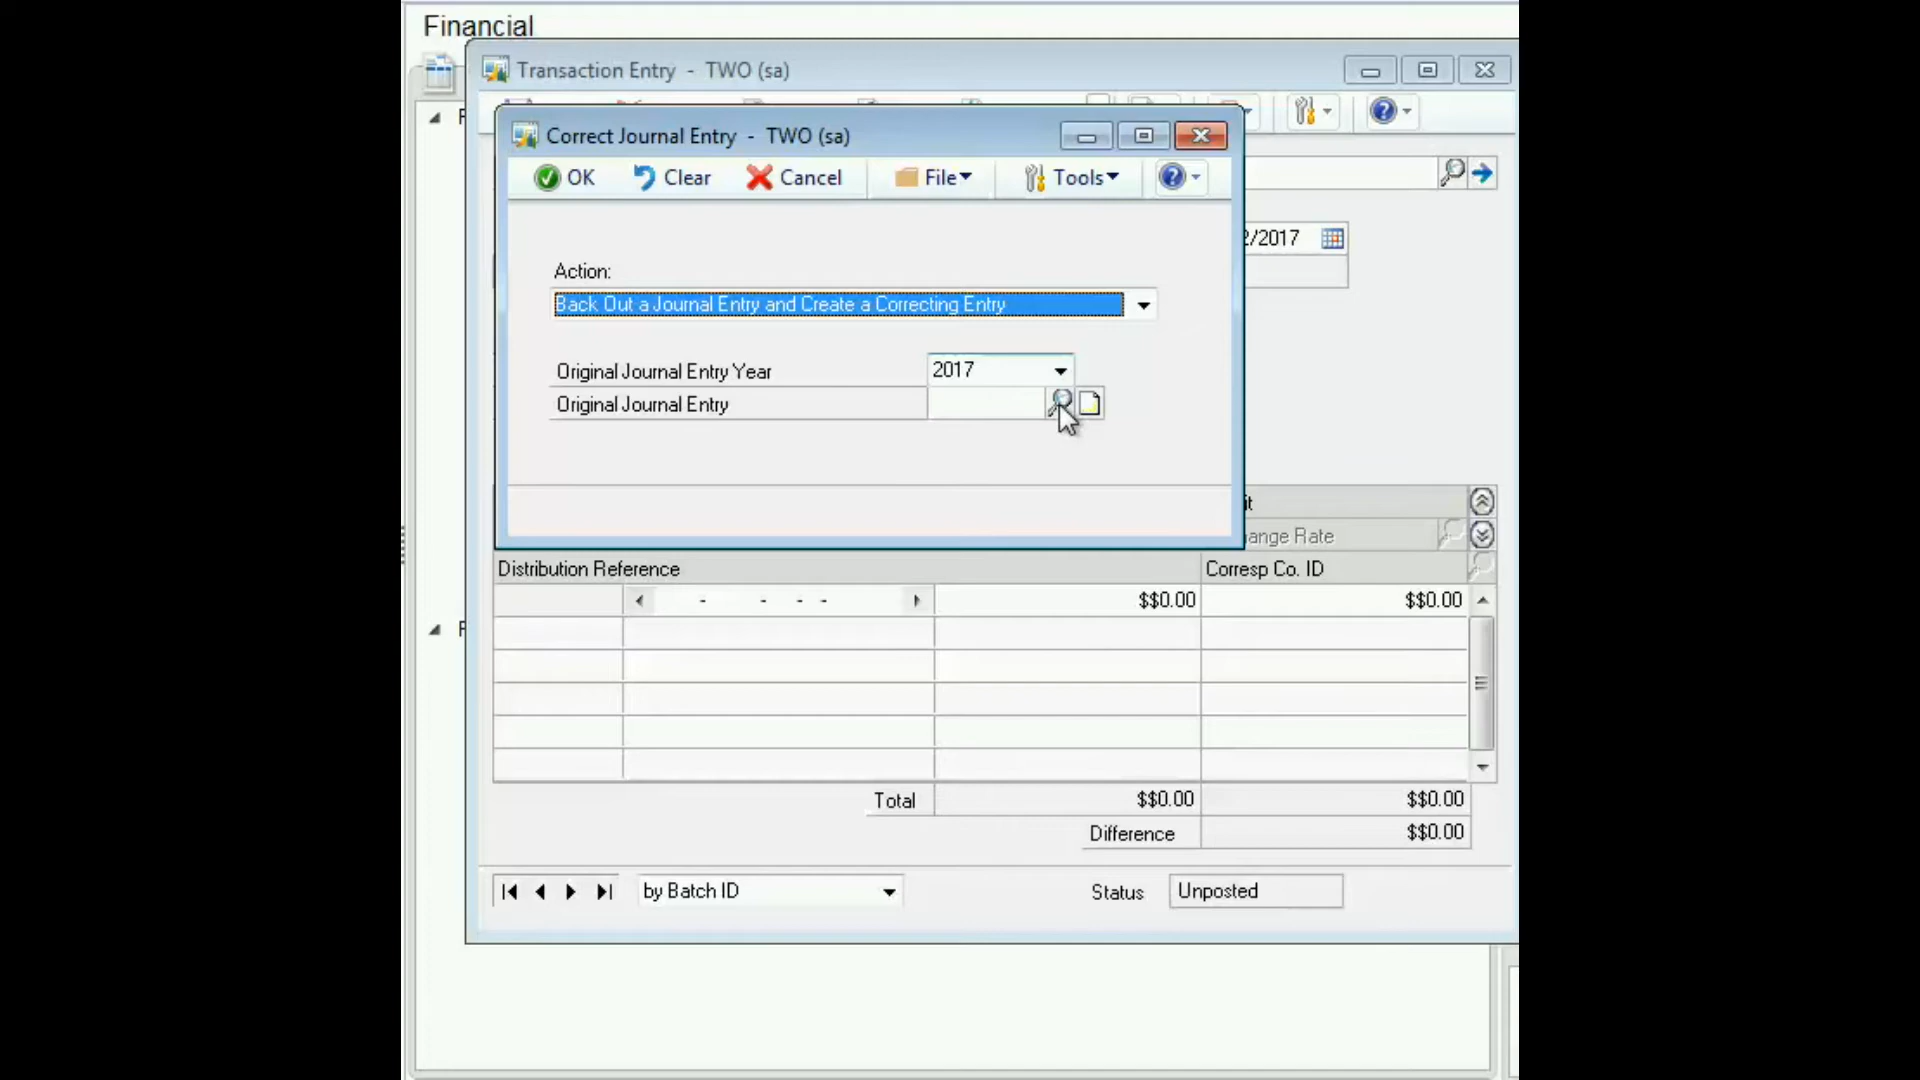 Financial
Transaction Entry - TWO (sa)
Correct Journal Entry - TWO (sa)
OK Clear Cancel File Tools
2/2017
Action:
Back Out a Journal Entry and Create a Correcting Entry
Original Journal Entry Year 2017
Original Journal Entry
it
ange Rate
Distribution Reference Corresp Co. ID
- - - - $$0.00 $$0.00
Total $$0.00 $$0.00
Difference $$0.00
by Batch ID Status Unposted